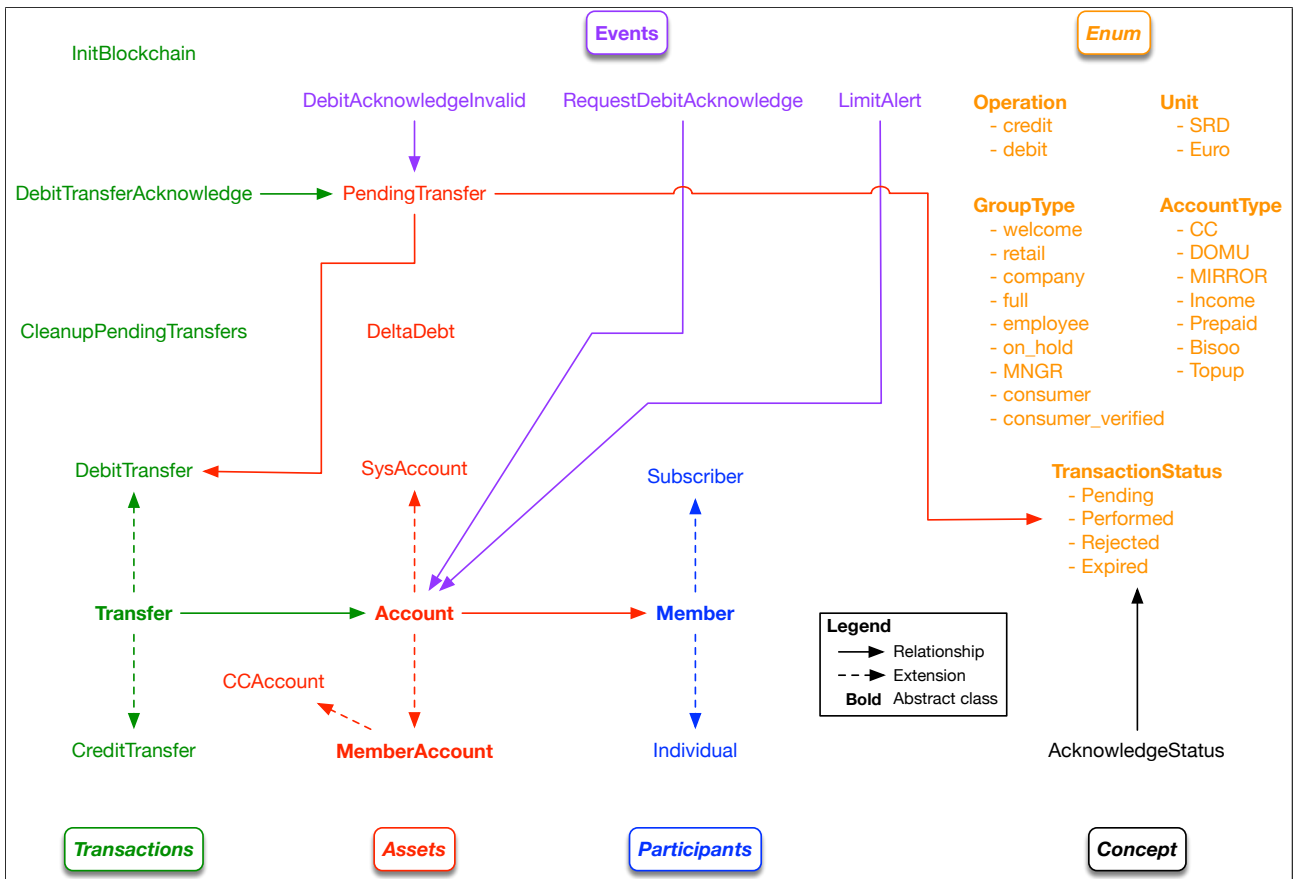 InitBlockchain
Events
Enum
DebitAcknowledgeInvalid
RequestDebitAcknowledge
LimitAlert
Operation
- credit
- debit
Unit
- SRD
- Euro
DebitTransferAcknowledge
PendingTransfer
GroupType
- welcome
- retail
- company
- full
- employee
- on_hold
- MNGR
- consumer
- consumer_verified
AccountType
- CC
- DOMU
- MIRROR
- Income
- Prepaid
- Bisoo
- Topup
CleanupPendingTransfers
DeltaDebt
DebitTransfer
SysAccount
Subscriber
TransactionStatus
- Pending
- Performed
- Rejected
- Expired
Transfer
Account
Member
Legend
Relationship
Extension
Bold Abstract class
CCAccount
CreditTransfer
MemberAccount
Individual
AcknowledgeStatus
Transactions
Assets
Participants
Concept